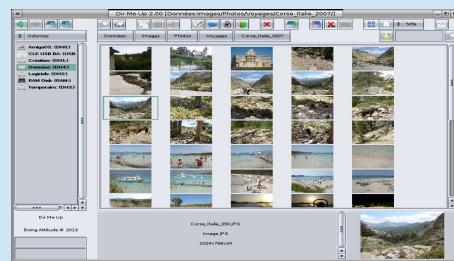 Dir Me Up 2.00 [Données:Images/Photos/Voyages/Corse_Italie_2007/]
50%
Volumes
Données: Images Photos Voyages Corse_Italie_2007
AmigaOS: (DH0:)
CLE USB BA: (USB
Création: (DH1:)
Données: (DH4:)
Logiciels: (DH2:)
RAM Disk: (RAM:)
Temporaire: (DH3:)
Dir Me Up
Boing Attitude © 2013
Corse_Italie_290.JPG
Image JPG
1024x768x24